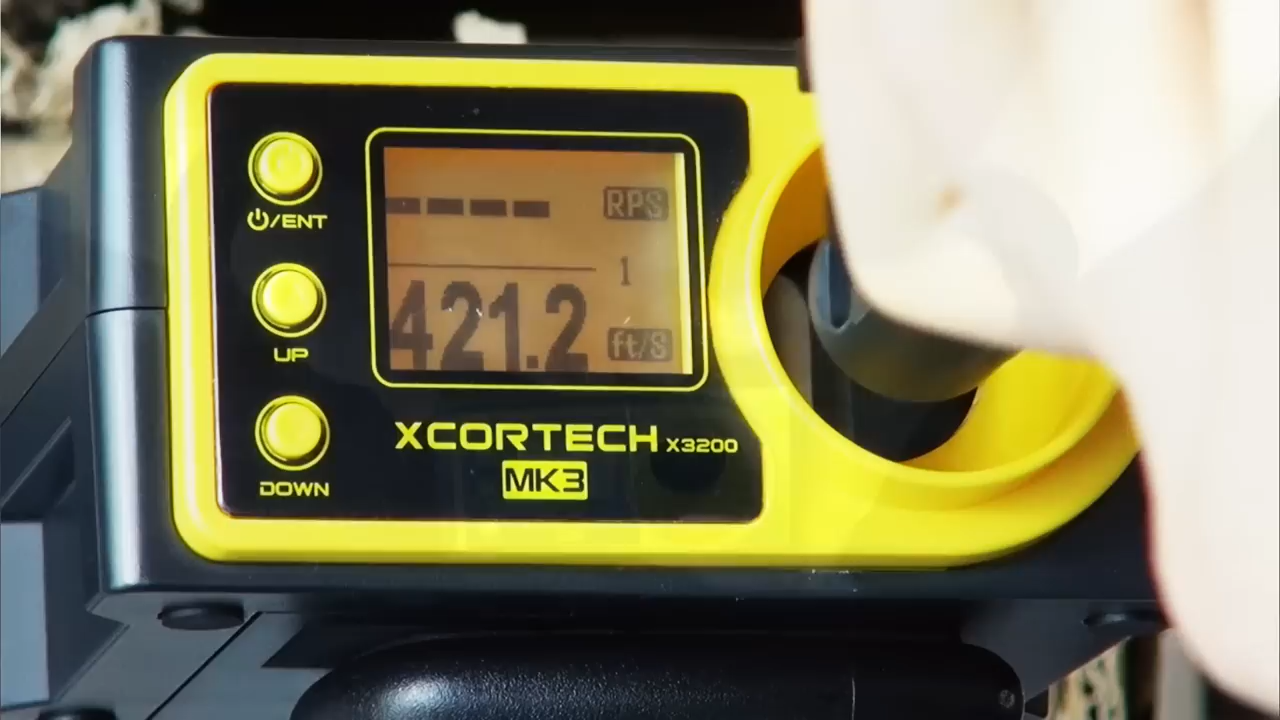 ⏻/ENT
UP
DOWN
---- RPS
1
421.2 ft/S
XCORTECH X3200
MK3